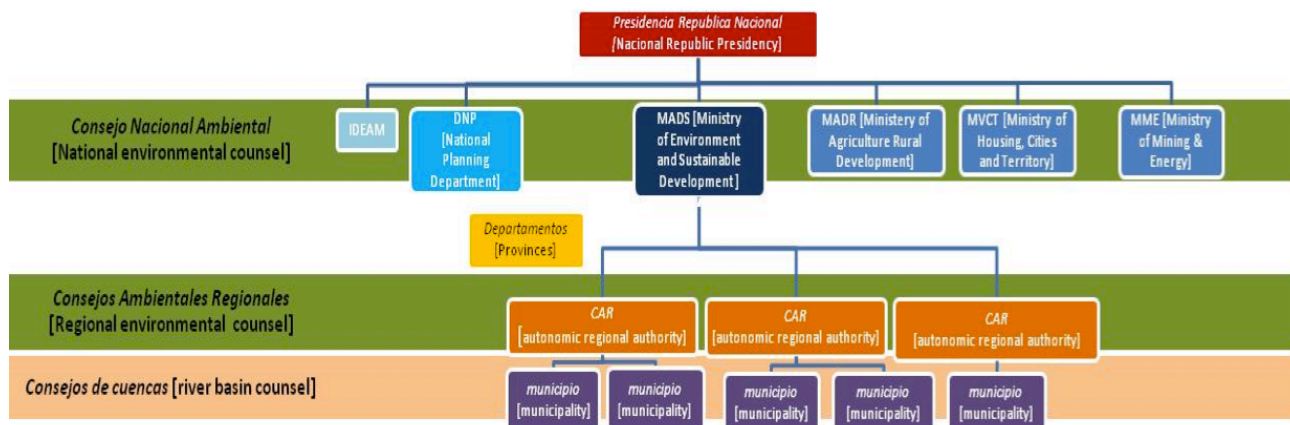 Presidencia Republica Nacional
[Nacional Republic Presidency]
Consejo Nacional Ambiental
[National environmental counsel]
IDEAM
DNP
[National
Planning
Department]
MADS [Ministry
of Environment
and Sustainable
Development]
MADR [Ministery of
Agriculture Rural
Development]
MVCT [Ministry of
Housing, Cities
and Territory]
MME [Ministry
of Mining &
Energy]
Departamentos
[Provinces]
Consejos Ambientales Regionales
[Regional environmental counsel]
CAR
[autonomic regional authority]
CAR
[autonomic regional authority]
CAR
[autonomic regional authority]
Consejos de cuencas [river basin counsel]
municipio
[municipality]
municipio
[municipality]
municipio
[municipality]
municipio
[municipality]
municipio
[municipality]